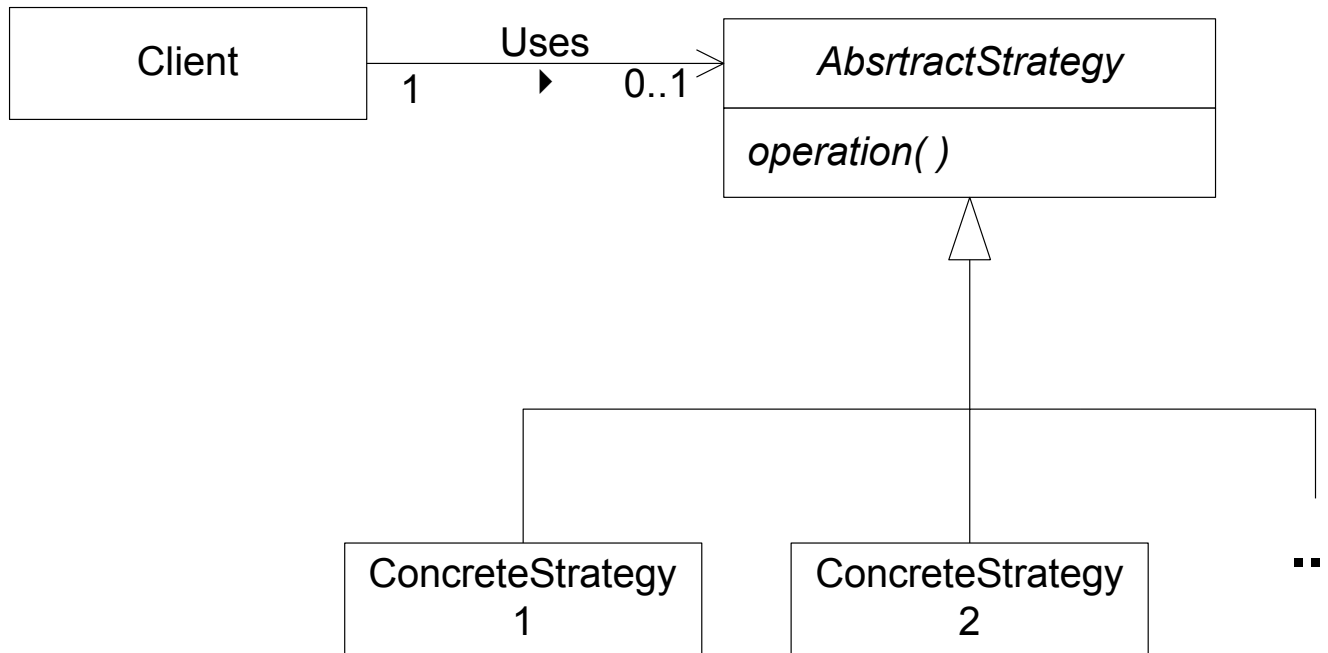 Client
Uses
1
0..1
AbsrtractStrategy
operation( )
ConcreteStrategy
1
ConcreteStrategy
2
..